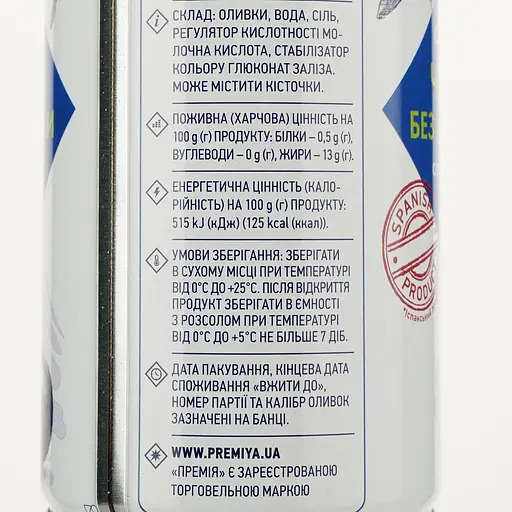 СКЛАД: ОЛИВКИ, ВОДА, СІЛЬ,
РЕГУЛЯТОР КИСЛОТНОСТІ МО-
ЛОЧНА КИСЛОТА, СТАБІЛІЗАТОР
КОЛЬОРУ ГЛЮКОНАТ ЗАЛІЗА.
МОЖЕ МІСТИТИ КІСТОЧКИ.
ПОЖИВНА (ХАРЧОВА) ЦІННІСТЬ НА
100 g (г) ПРОДУКТУ: БІЛКИ – 0,5 g (г),
ВУГЛЕВОДИ – 0 g (г), ЖИРИ – 13 g (г).
ЕНЕРГЕТИЧНА ЦІННІСТЬ (КАЛО-
РІЙНІСТЬ) НА 100 g (г) ПРОДУКТУ:
515 kJ (кДж) (125 kcal (ккал)).
УМОВИ ЗБЕРІГАННЯ: ЗБЕРІГАТИ
В СУХОМУ МІСЦІ ПРИ ТЕМПЕРАТУРІ
ВІД 0°С ДО +25°С. ПІСЛЯ ВІДКРИТТЯ
ПРОДУКТ ЗБЕРІГАТИ В ЄМНОСТІ
З РОЗСОЛОМ ПРИ ТЕМПЕРАТУРІ
ВІД 0°С ДО +5°С НЕ БІЛЬШЕ 7 ДІБ.
ДАТА ПАКУВАННЯ, КІНЦЕВА ДАТА
СПОЖИВАННЯ «ВЖИТИ ДО»,
НОМЕР ПАРТІЇ ТА КАЛІБР ОЛИВОК
ЗАЗНАЧЕНІ НА БАНЦІ.
WWW.PREMIYA.UA
«ПРЕМІЯ» Є ЗАРЕЄСТРОВАНОЮ
ТОРГОВЕЛЬНОЮ МАРКОЮ
БЕЗ
SPANISH
PRODU